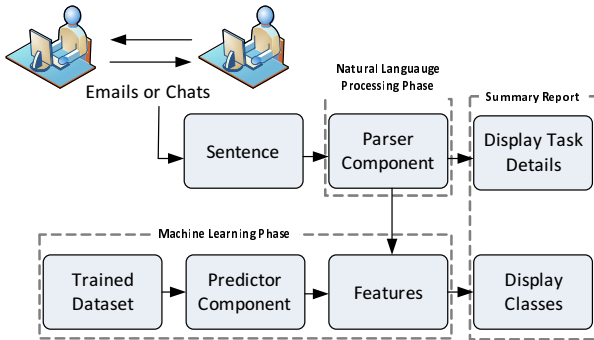 Natural Languauge
Processing Phase
Emails or Chats
Summary Report
Sentence
Parser
Component
Display Task
Details
Machine Learning Phase
Trained
Dataset
Predictor
Component
Features
Display
Classes